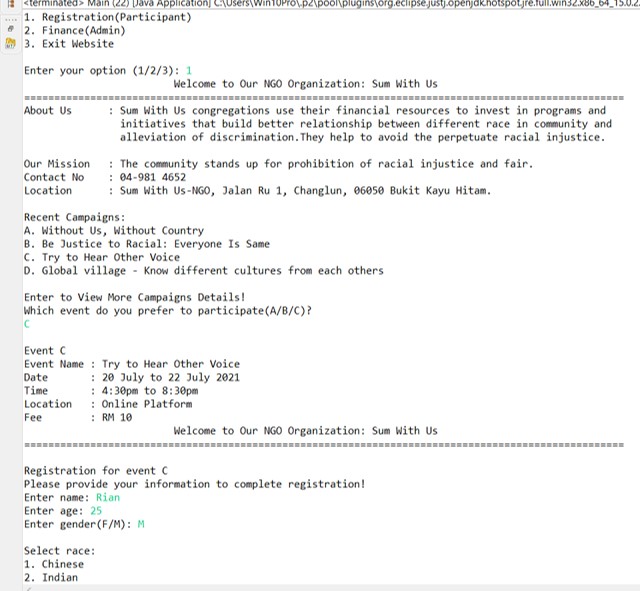 <terminated> Main (22) [Java Application] C:\Users\Win10Pro\.p2\pool\plugins\org.eclipse.justj.openjdk.hotspot.jre.full.win32.x86_64_15.0.2.
1. Registration(Participant)
2. Finance(Admin)
3. Exit Website
Enter your option (1/2/3): 1
Welcome to Our NGO Organization: Sum With Us
================================================================================
About Us : Sum With Us congregations use their financial resources to invest in programs and
initiatives that build better relationship between different race in community and
alleviation of discrimination.They help to avoid the perpetuate racial injustice.
Our Mission : The community stands up for prohibition of racial injustice and fair.
Contact No : 04-981 4652
Location : Sum With Us-NGO, Jalan Ru 1, Changlun, 06050 Bukit Kayu Hitam.
Recent Campaigns:
A. Without Us, Without Country
B. Be Justice to Racial: Everyone Is Same
C. Try to Hear Other Voice
D. Global village - Know different cultures from each others
Enter to View More Campaigns Details!
Which event do you prefer to participate(A/B/C)?
C
Event C
Event Name : Try to Hear Other Voice
Date : 20 July to 22 July 2021
Time : 4:30pm to 8:30pm
Location : Online Platform
Fee : RM 10
Welcome to Our NGO Organization: Sum With Us
================================================================================
Registration for event C
Please provide your information to complete registration!
Enter name: Rian
Enter age: 25
Enter gender(F/M): M
Select race:
1. Chinese
2. Indian